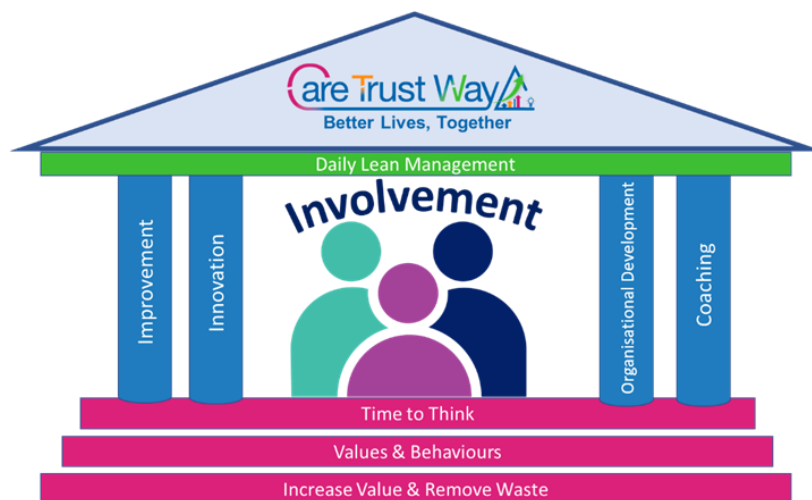 Care Trust Way
Better Lives, Together
Daily Lean Management
Involvement
Improvement
Innovation
Organisational Development
Coaching
Time to Think
Values & Behaviours
Increase Value & Remove Waste